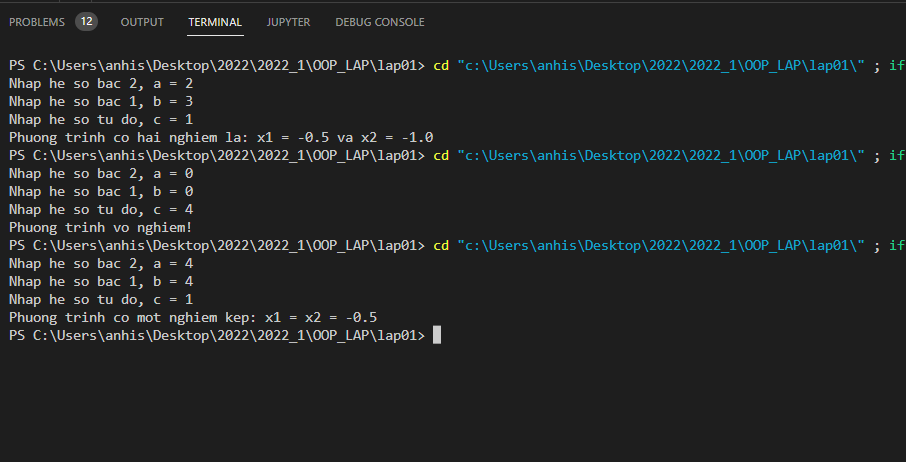 PROBLEMS 12 OUTPUT TERMINAL JUPYTER DEBUG CONSOLE
PS C:\Users\anhis\Desktop\2022\2022_1\OOP_LAP\lap01> cd "c:\Users\anhis\Desktop\2022\2022_1\OOP_LAP\lap01\" ; if
Nhap he so bac 2, a = 2
Nhap he so bac 1, b = 3
Nhap he so tu do, c = 1
Phuong trinh co hai nghiem la: x1 = -0.5 va x2 = -1.0
PS C:\Users\anhis\Desktop\2022\2022_1\OOP_LAP\lap01> cd "c:\Users\anhis\Desktop\2022\2022_1\OOP_LAP\lap01\" ; if
Nhap he so bac 2, a = 0
Nhap he so bac 1, b = 0
Nhap he so tu do, c = 4
Phuong trinh vo nghiem!
PS C:\Users\anhis\Desktop\2022\2022_1\OOP_LAP\lap01> cd "c:\Users\anhis\Desktop\2022\2022_1\OOP_LAP\lap01\" ; if
Nhap he so bac 2, a = 4
Nhap he so bac 1, b = 4
Nhap he so tu do, c = 1
Phuong trinh co mot nghiem kep: x1 = x2 = -0.5
PS C:\Users\anhis\Desktop\2022\2022_1\OOP_LAP\lap01>